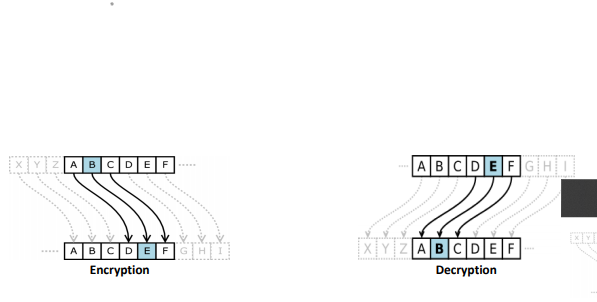 X Y Z A B C D E F ······ ··· A B C D E F G H I
····· A B C D E F G H I X Y Z A B C D E F ···
Encryption Decryption
X Y